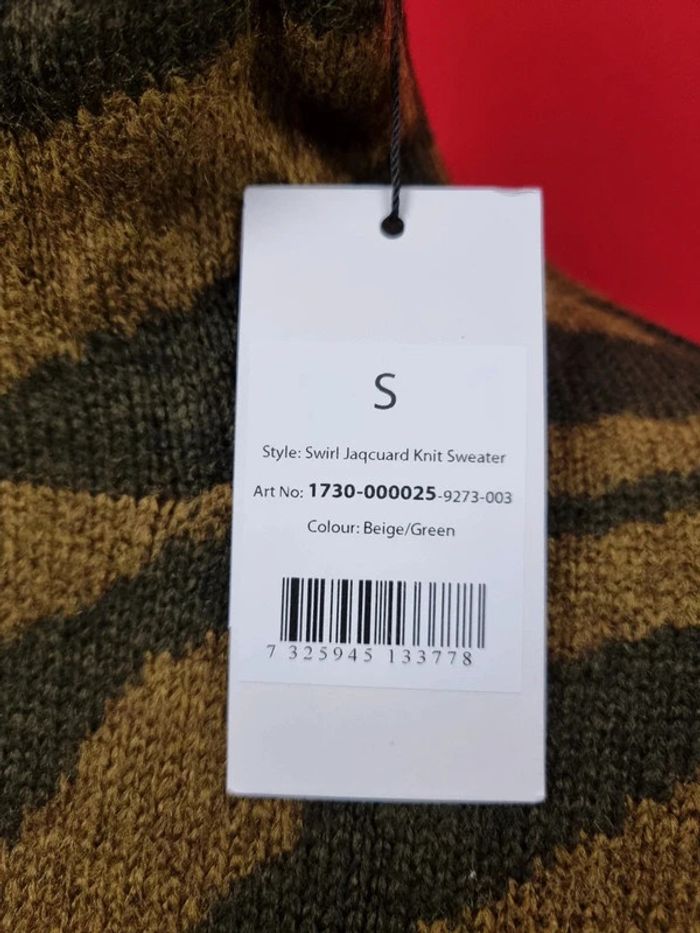 S
Style: Swirl Jaqcuard Knit Sweater
Art No: 1730-000025-9273-003
Colour: Beige/Green
7 325945 133778